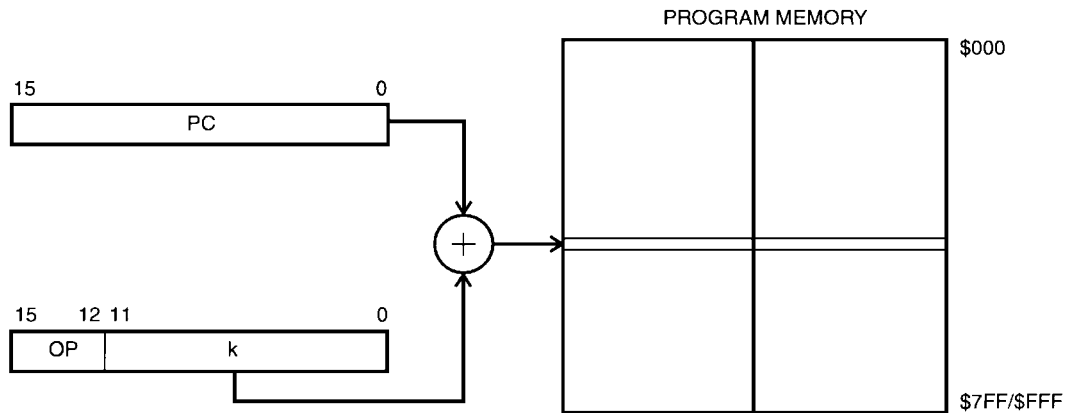 PROGRAM MEMORY
$000
15 0
PC
+
15 12 11 0
OP k
$7FF/$FFF